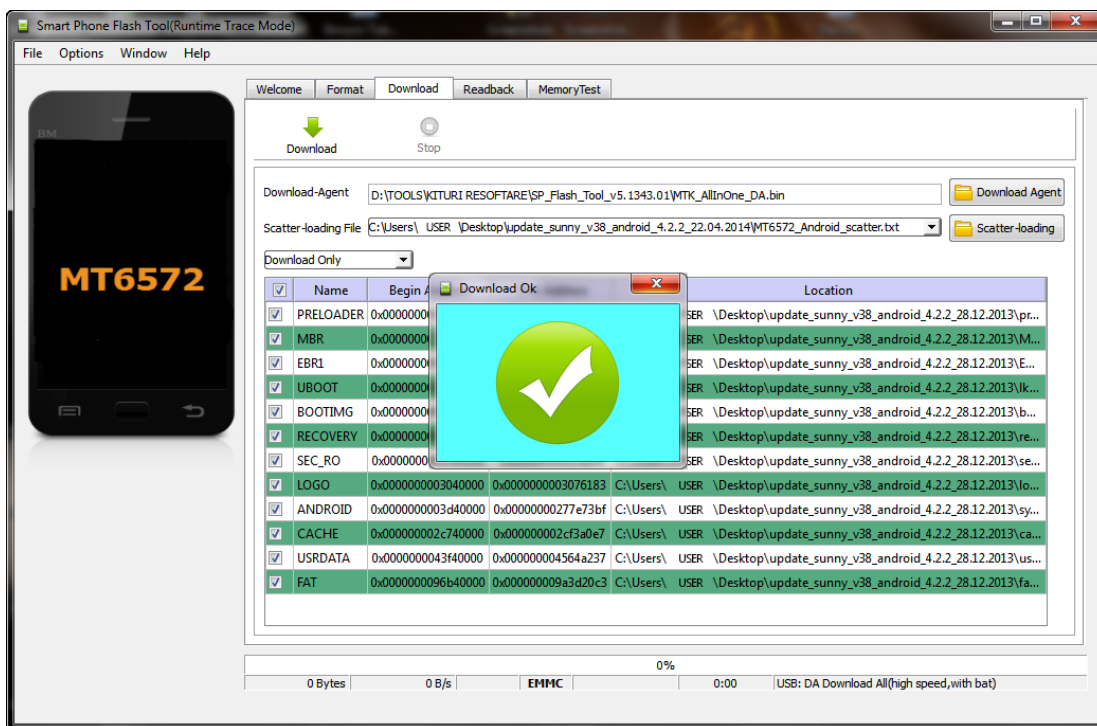 Smart Phone Flash Tool(Runtime Trace Mode)
File Options Window Help
Welcome Format Download Readback MemoryTest
BM
Download Stop
Download-Agent D:\TOOLS\KITURI RESOFTARE\SP_Flash_Tool_v5.1343.01\MTK_AllInOne_DA.bin Download Agent
Scatter-loading File C:\Users\ USER \Desktop\update_sunny_v38_android_4.2.2_22.04.2014\MT6572_Android_scatter.txt Scatter-loading
Download Only
MT6572
Download Ok
Name Begin A Location
PRELOADER 0x0000000 SER \Desktop\update_sunny_v38_android_4.2.2_28.12.2013\pr...
MBR 0x0000000 SER \Desktop\update_sunny_v38_android_4.2.2_28.12.2013\M...
EBR1 0x0000000 SER \Desktop\update_sunny_v38_android_4.2.2_28.12.2013\E...
UBOOT 0x0000000 SER \Desktop\update_sunny_v38_android_4.2.2_28.12.2013\lk...
BOOTIMG 0x0000000 SER \Desktop\update_sunny_v38_android_4.2.2_28.12.2013\b...
RECOVERY 0x0000000 SER \Desktop\update_sunny_v38_android_4.2.2_28.12.2013\re...
SEC_RO 0x0000000 SER \Desktop\update_sunny_v38_android_4.2.2_28.12.2013\se...
LOGO 0x0000000003040000 0x0000000003076183 C:\Users\ USER \Desktop\update_sunny_v38_android_4.2.2_28.12.2013\lo...
ANDROID 0x0000000003d40000 0x00000000277e73bf C:\Users\ USER \Desktop\update_sunny_v38_android_4.2.2_28.12.2013\sy...
CACHE 0x000000002c740000 0x000000002cf3a0e7 C:\Users\ USER \Desktop\update_sunny_v38_android_4.2.2_28.12.2013\ca...
USRDATA 0x0000000043f40000 0x000000004564a237 C:\Users\ USER \Desktop\update_sunny_v38_android_4.2.2_28.12.2013\us...
FAT 0x0000000096b40000 0x000000009a3d20c3 C:\Users\ USER \Desktop\update_sunny_v38_android_4.2.2_28.12.2013\fa...
0%
0 Bytes 0 B/s EMMC 0:00 USB: DA Download All(high speed,with bat)